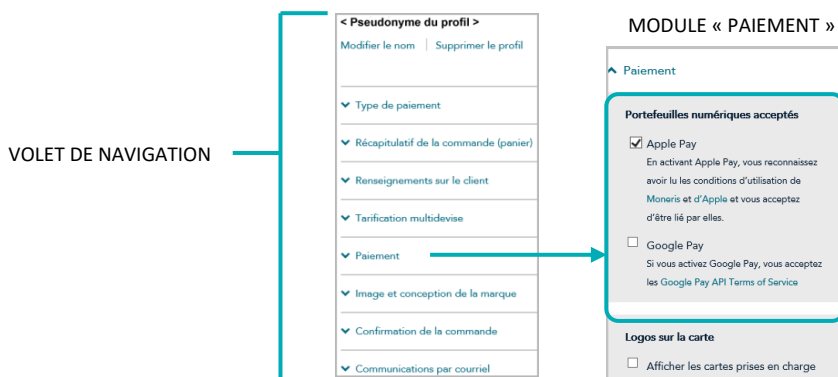 VOLET DE NAVIGATION
< Pseudonyme du profil >
Modifier le nom | Supprimer le profil
Type de paiement
Récapitulatif de la commande (panier)
Renseignements sur le client
Tarification multidevise
Paiement
Image et conception de la marque
Confirmation de la commande
Communications par courriel
MODULE « PAIEMENT »
Paiement
Portefeuilles numériques acceptés
Apple Pay
En activant Apple Pay, vous reconnaissez
avoir lu les conditions d'utilisation de
Moneris et d'Apple et vous acceptez
d'être lié par elles.
Google Pay
Si vous activez Google Pay, vous acceptez
les Google Pay API Terms of Service
Logos sur la carte
Afficher les cartes prises en charge